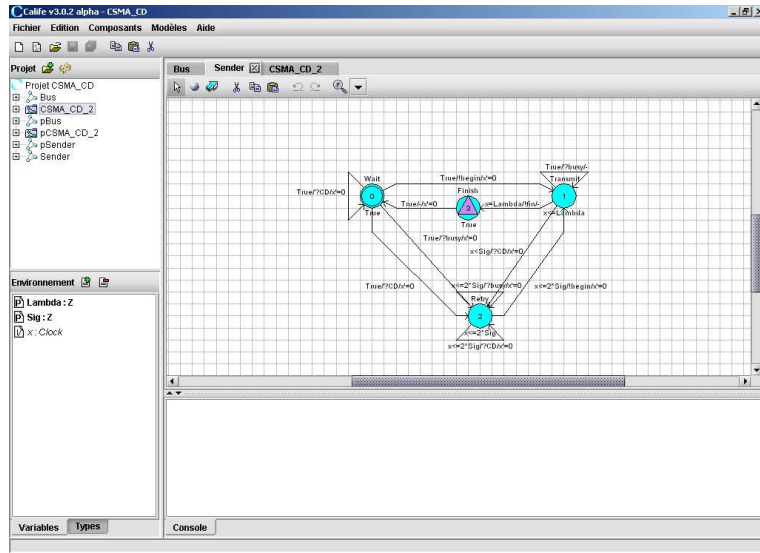 Calife v3.0.2 alpha - CSMA_CD
Fichier Edition Composants Modèles Aide
Projet
Projet CSMA_CD
Bus
CSMA_CD_2
pBus
pCSMA_CD_2
pSender
Sender
Bus Sender CSMA_CD_2
True/?busy/-
Wait True/!begin/x'=0 Transmit
True/?CD/x'=0 0 Finish 1
True/-/x'=0 3 x=Lambda/!fin/-
True True x<=Lambda
True/?busy/x'=0
x<Sig/?CD/x'=0
True/?CD/x'=0 x<=2*Sig/?busy/x'=0 x<=2*Sig/!begin/x'=0
Retry
2
x<=2*Sig
x<=2*Sig/?CD/x'=0
Environnement
P Lambda : Z
P Sig : Z
V x : Clock
Variables Types
Console